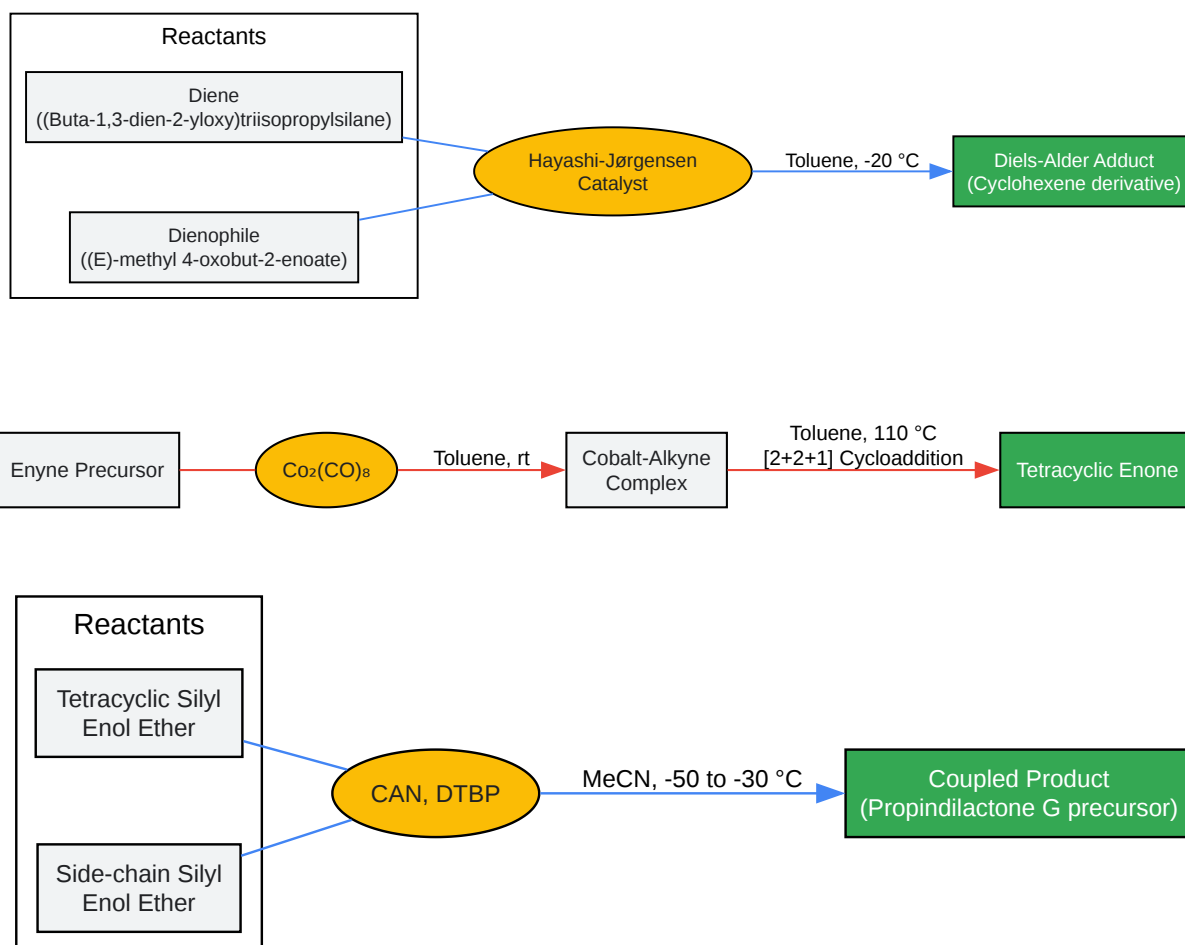 Reactants
Diene
((Buta-1,3-dien-2-yloxy)triisopropylsilane)
Dienophile
((E)-methyl 4-oxobut-2-enoate)
Hayashi-Jørgensen
Catalyst
Toluene, -20 °C
Diels-Alder Adduct
(Cyclohexene derivative)
Enyne Precursor
Co₂(CO)₈
Toluene, rt
Cobalt-Alkyne
Complex
Toluene, 110 °C
[2+2+1] Cycloaddition
Tetracyclic Enone
Reactants
Tetracyclic Silyl
Enol Ether
Side-chain Silyl
Enol Ether
CAN, DTBP
MeCN, -50 to -30 °C
Coupled Product
(Propindilactone G precursor)